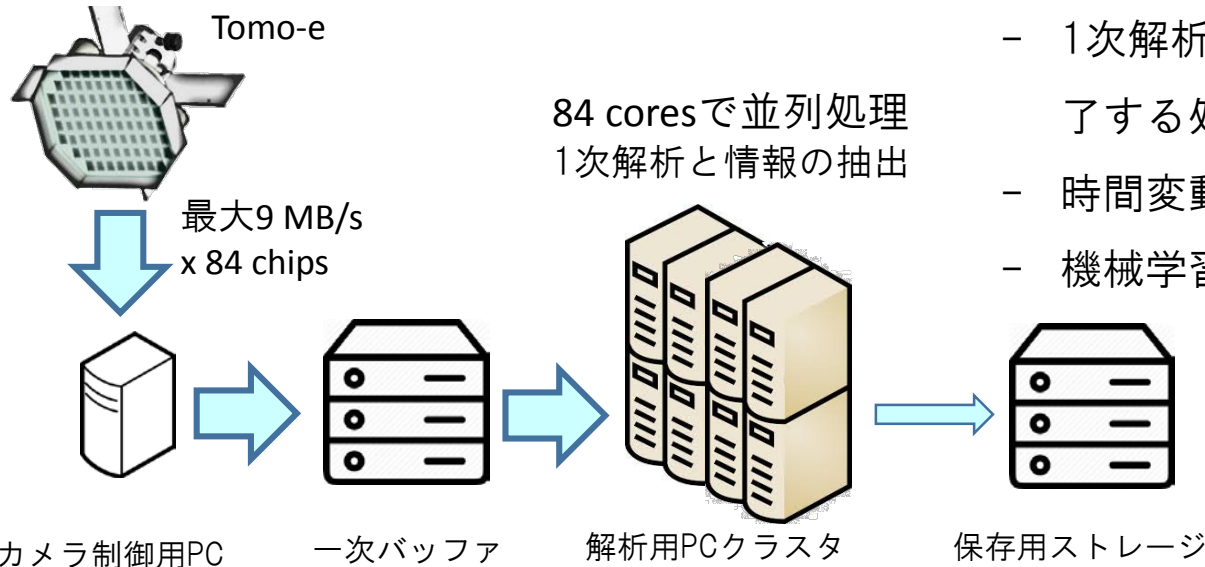 Tomo-e
最大9 MB/s
x 84 chips
84 coresで並列処理
1次解析と情報の抽出
- 1次解析
了する
- 時間変動
- 機械学習
カメラ制御用PC
一次バッファ
解析用PCクラスタ
保存用ストレージ